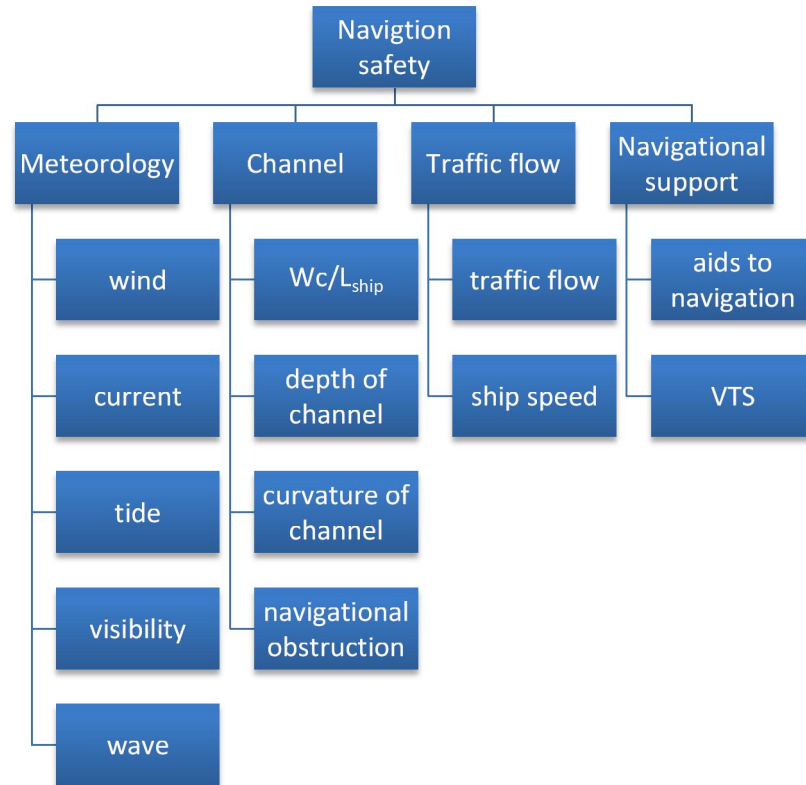 Navigtion
safety
Meteorology
Channel
Traffic flow
Navigational
support
wind
Wc/Lship
traffic flow
aids to
navigation
current
depth of
channel
ship speed
VTS
tide
curvature of
channel
visibility
navigational
obstruction
wave